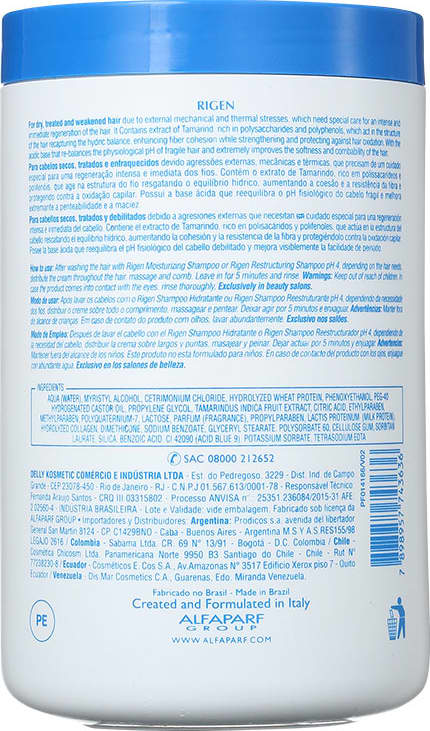 RIGEN
For dry, treated and weakened hair due to external mechanical and thermal stresses, which need special care for an intense and
immediate regeneration of the hair. It Contains extract of Tamarind, rich in polysaccharides and polyphenols, which act in the structure
of the hair recapturing the hydric balance, enhancing fiber cohesion while strengthening and protecting against hair oxidation. With the
acidic base that re-balances the physiological pH of fragile hair and extremely improves the softness and combability of the hair.
Para cabelos secos, tratados e enfraquecidos devido agressões externas, mecânicas e térmicas, que precisam de um cuidado
especial para uma regeneração intensa e imediata dos fios. Contém o extrato de Tamarindo, rico em polissacarídeos e
polifenóis, que age na estrutura do fio resgatando o equilíbrio hídrico, aumentando a coesão e a resistência da fibra e
protegendo contra a oxidação capilar. Possui a base ácida que reequilibra o pH fisiológico do cabelo frágil e melhora
extremante a penteabilidade e a maciez.
Para cabellos secos, tratados y debilitados debido a agresiones externas que necesitan cuidado especial para una regeneración
intensa e inmediata del cabello. Contiene el extracto de Tamarindo, rico en polisacáridos y polifenoles, que actúa en la estructura del
cabello rescatando el equilibrio hídrico, aumentando la cohesión y la resistencia de la fibra y protegiéndolo contra la oxidación capilar.
Posee la base ácida que reequilibra el pH fisiológico del cabello debilitado y mejora visiblemente la facilidad de peinado.
How to use: After washing the hair with Rigen Moisturising Shampoo or Rigen Restructuring Shampoo pH 4, depending on the hair needs,
distribute the cream throughout the hair, massage and comb. Leave in for 5 minutes and rinse. Warnings: Keep out of reach of children. In
case the product comes into contact with the eyes, rinse thoroughly. Exclusively in beauty salons.
Modo de usar: Apos lavar os cabelos com o Rigen Shampoo Hidratante ou Rigen Shampoo Reestruturante pH 4, dependendo da necessidade
dos fios, distribuir o creme sobre todo o comprimento, massagear e pentear. Deixar agir por 5 minutos e enxaguar. Advertências: Manter fora
do alcance de crianças. Em caso de contato do produto com olhos, lavar abundantemente. Exclusivo nos salões.
Modo de Empleo: Después de lavar el cabello con el Rigen Shampoo Hidratante o Rigen Shampoo Reestructurador pH 4, dependiendo de
la necesidad del cabello, distribuir la crema sobre largos y puntas, masajear y peinar. Dejar actuar por 5 minutos y enjuagar. Advertencias:
Mantener fuera del alcance de los niños. Este producto no esta formulado para niños. En caso de contacto del producto con los ojos, enjuagar
con abundante agua. Exclusivo en los salones de belleza.
INGREDIENTS
AQUA (WATER), MYRISTYL ALCOHOL, CETRIMONIUM CHLORIDE, HYDROLYZED WHEAT PROTEIN, PHENOXYETHANOL, PEG-40
HYDROGENATED CASTOR OIL, PROPYLENE GLYCOL, TAMARINDUS INDICA FRUIT EXTRACT, CITRIC ACID, ETHYLPARABEN,
METHYLPARABEN, POLYQUATERNIUM-7, LACTOSE, PARFUM (FRAGRANCE), PROPYLPARABEN, LACTIS PROTEIN (MILK PROTEIN),
HYDROLYZED COLLAGEN, DIMETHICONE, SODIUM BENZOATE, GLYCERYL STEARATE, POLYSORBATE 60, CELLULOSE GUM, SORBITAN
LAURATE, SILICA, BENZOIC ACID, CI 42090 (ACID BLUE 9), POTASSIUM SORBATE, TETRASODIUM EDTA
SAC 08000 212652
DELLY KOSMETIC COMÉRCIO E INDÚSTRIA LTDA - Est. do Pedregoso, 3229 - Dist. Ind. de Campo
Grande - CEP 23078-450 - Rio de Janeiro - RJ - C.N.P.J 01.567.613/0001-78 - Responsável Técnico
Fernanda Araujo Santos - CRQ III 03315802 - Processo ANVISA n° 25351.236084/2015-31 AFE
2.02960-4 - INDÚSTRIA BRASILEIRA - Lote e Validade: vide embalagem. Fabricado sob licença da
ALFAPARF GROUP • Importadores y Distribuidores: Argentina: Prodicos s.a. avenida del libertador
General San Martin 8124 - CP C1429BNO - Caba - Buenos Aires - Argentina M S y A S RES155/98
LEGAJO 2616 / Colombia - Sabama Ltda. CR. 69 N° 13/91 - Bogotá - D.C. Colombia / Chile -
Cosmética Chicosm Ltda. Panamericana Norte 9950 B3 Santiago do Chile - Chile - Rut N°
77238230-6 / Ecuador - Cosméticos E. Cos S.A., Av.Amazonas N° 3517 Edificio Xerox piso 7 - Quito
Ecuador / Venezuela - Dis Mar Cosmetics C.A., Guarenas, Edo. Miranda Venezuela.
PF014166/002
7 898957 743636
Fabricado no Brasil - Made in Brazil
Created and Formulated in Italy
ALFAPARF
GROUP
WWW.ALFAPARF.COM
PE